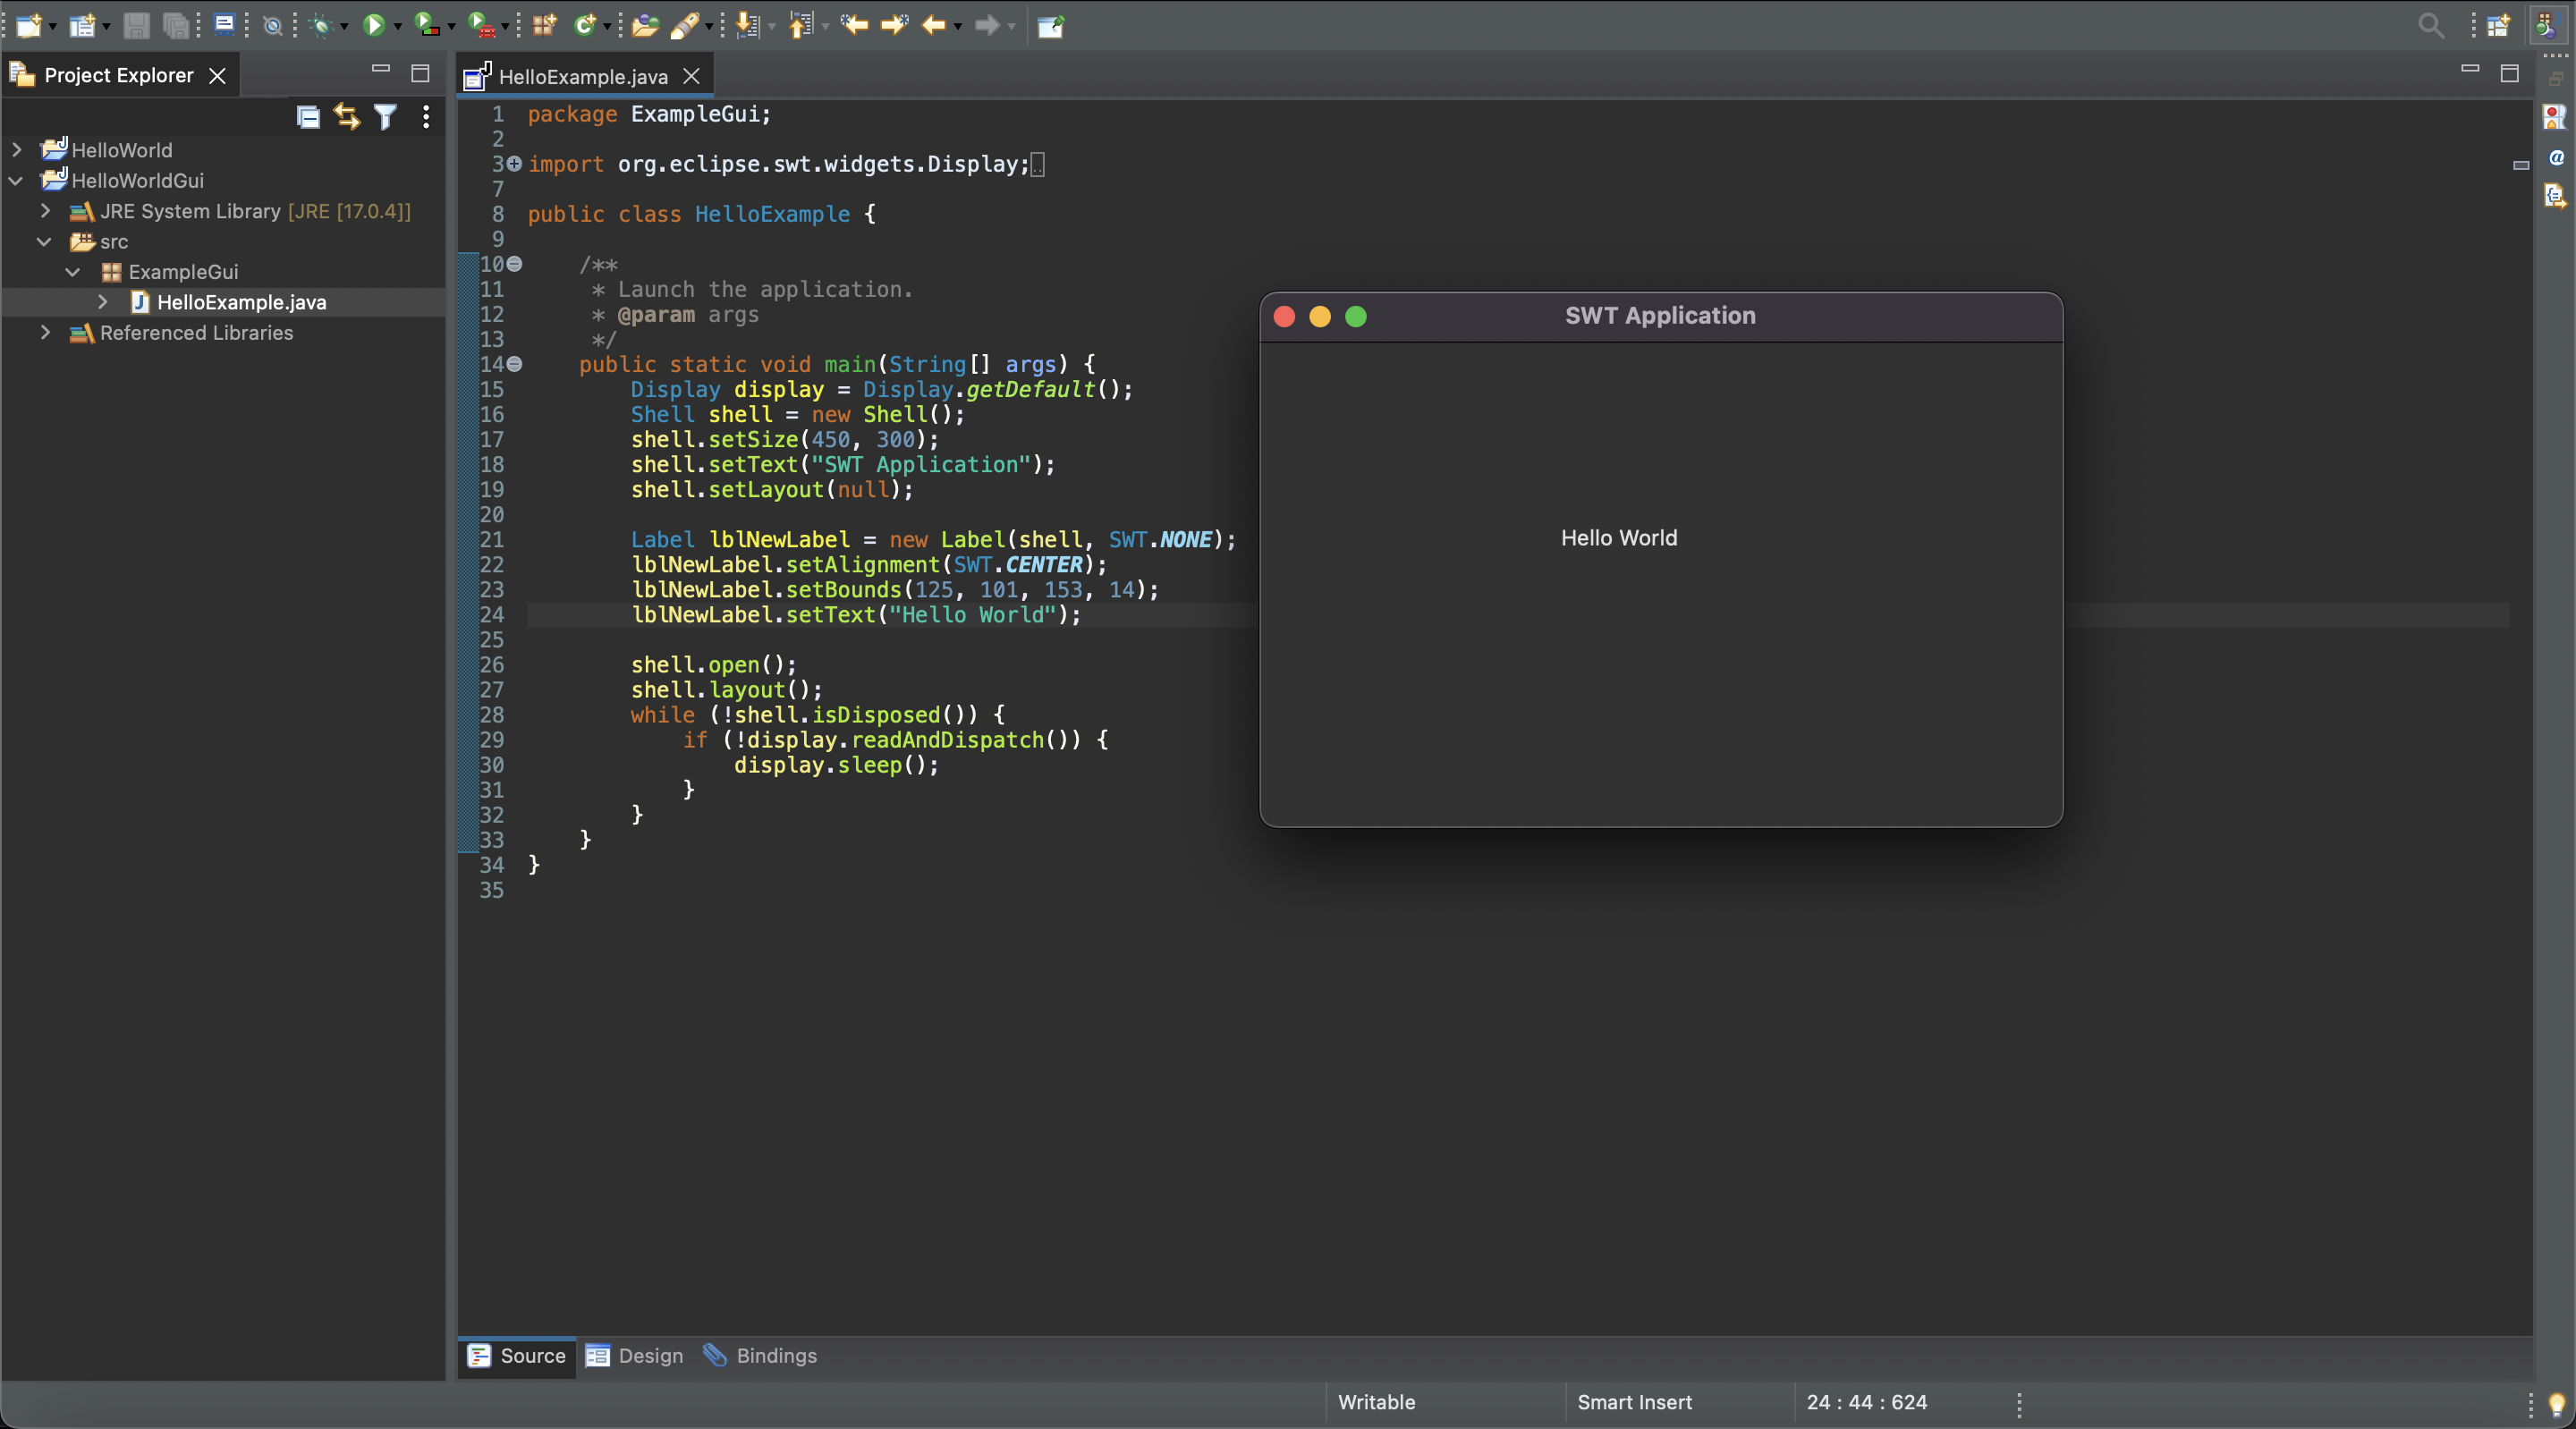 Project Explorer
HelloWorld
HelloWorldGui
JRE System Library [JRE [17.0.4]]
src
ExampleGui
HelloExample.java
Referenced Libraries
HelloExample.java
1 package ExampleGui;
2
3 import org.eclipse.swt.widgets.Display;
7
8 public class HelloExample {
9
10 /**
11 * Launch the application.
12 * @param args
13 */
14 public static void main(String[] args) {
15 Display display = Display.getDefault();
16 Shell shell = new Shell();
17 shell.setSize(450, 300);
18 shell.setText("SWT Application");
19 shell.setLayout(null);
20
21 Label lblNewLabel = new Label(shell, SWT.NONE);
22 lblNewLabel.setAlignment(SWT.CENTER);
23 lblNewLabel.setBounds(125, 101, 153, 14);
24 lblNewLabel.setText("Hello World");
25
26 shell.open();
27 shell.layout();
28 while (!shell.isDisposed()) {
29 if (!display.readAndDispatch()) {
30 display.sleep();
31 }
32 }
33 }
34 }
35
SWT Application
Hello World
Source
Design
Bindings
Writable
Smart Insert
24 : 44 : 624